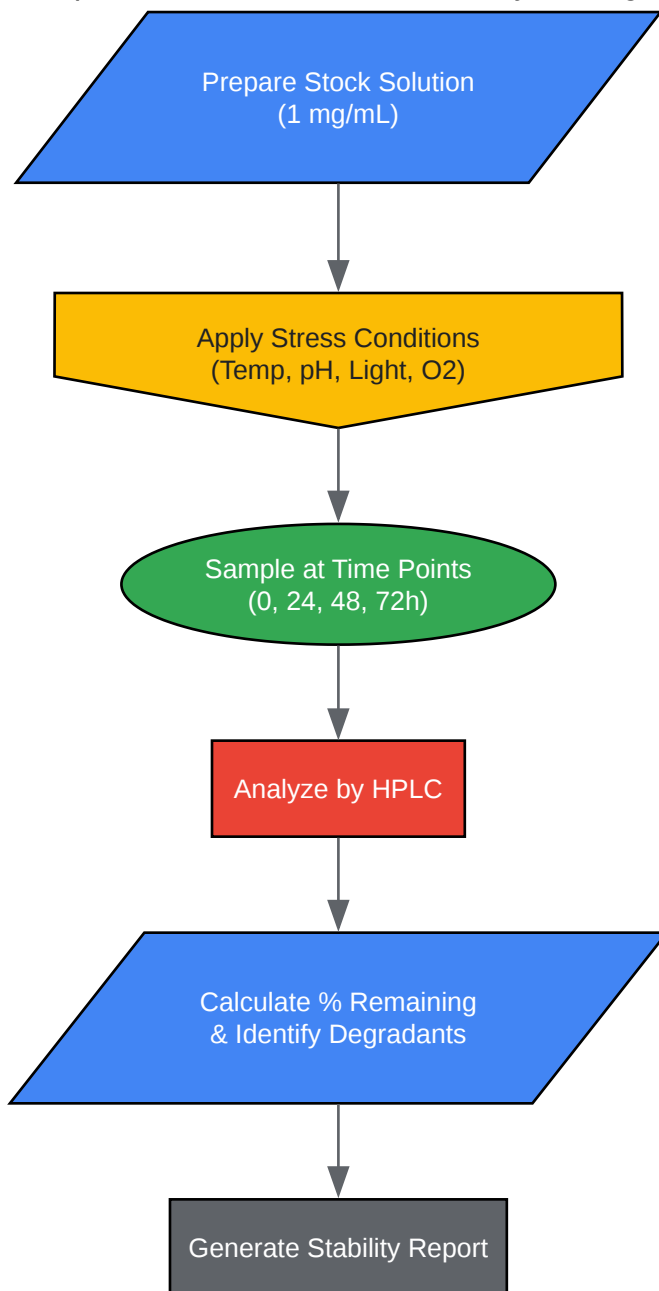 Prepare Stock Solution
(1 mg/mL)
Apply Stress Conditions
(Temp, pH, Light, O2)
Sample at Time Points
(0, 24, 48, 72h)
Analyze by HPLC
Calculate % Remaining
& Identify Degradants
Generate Stability Report